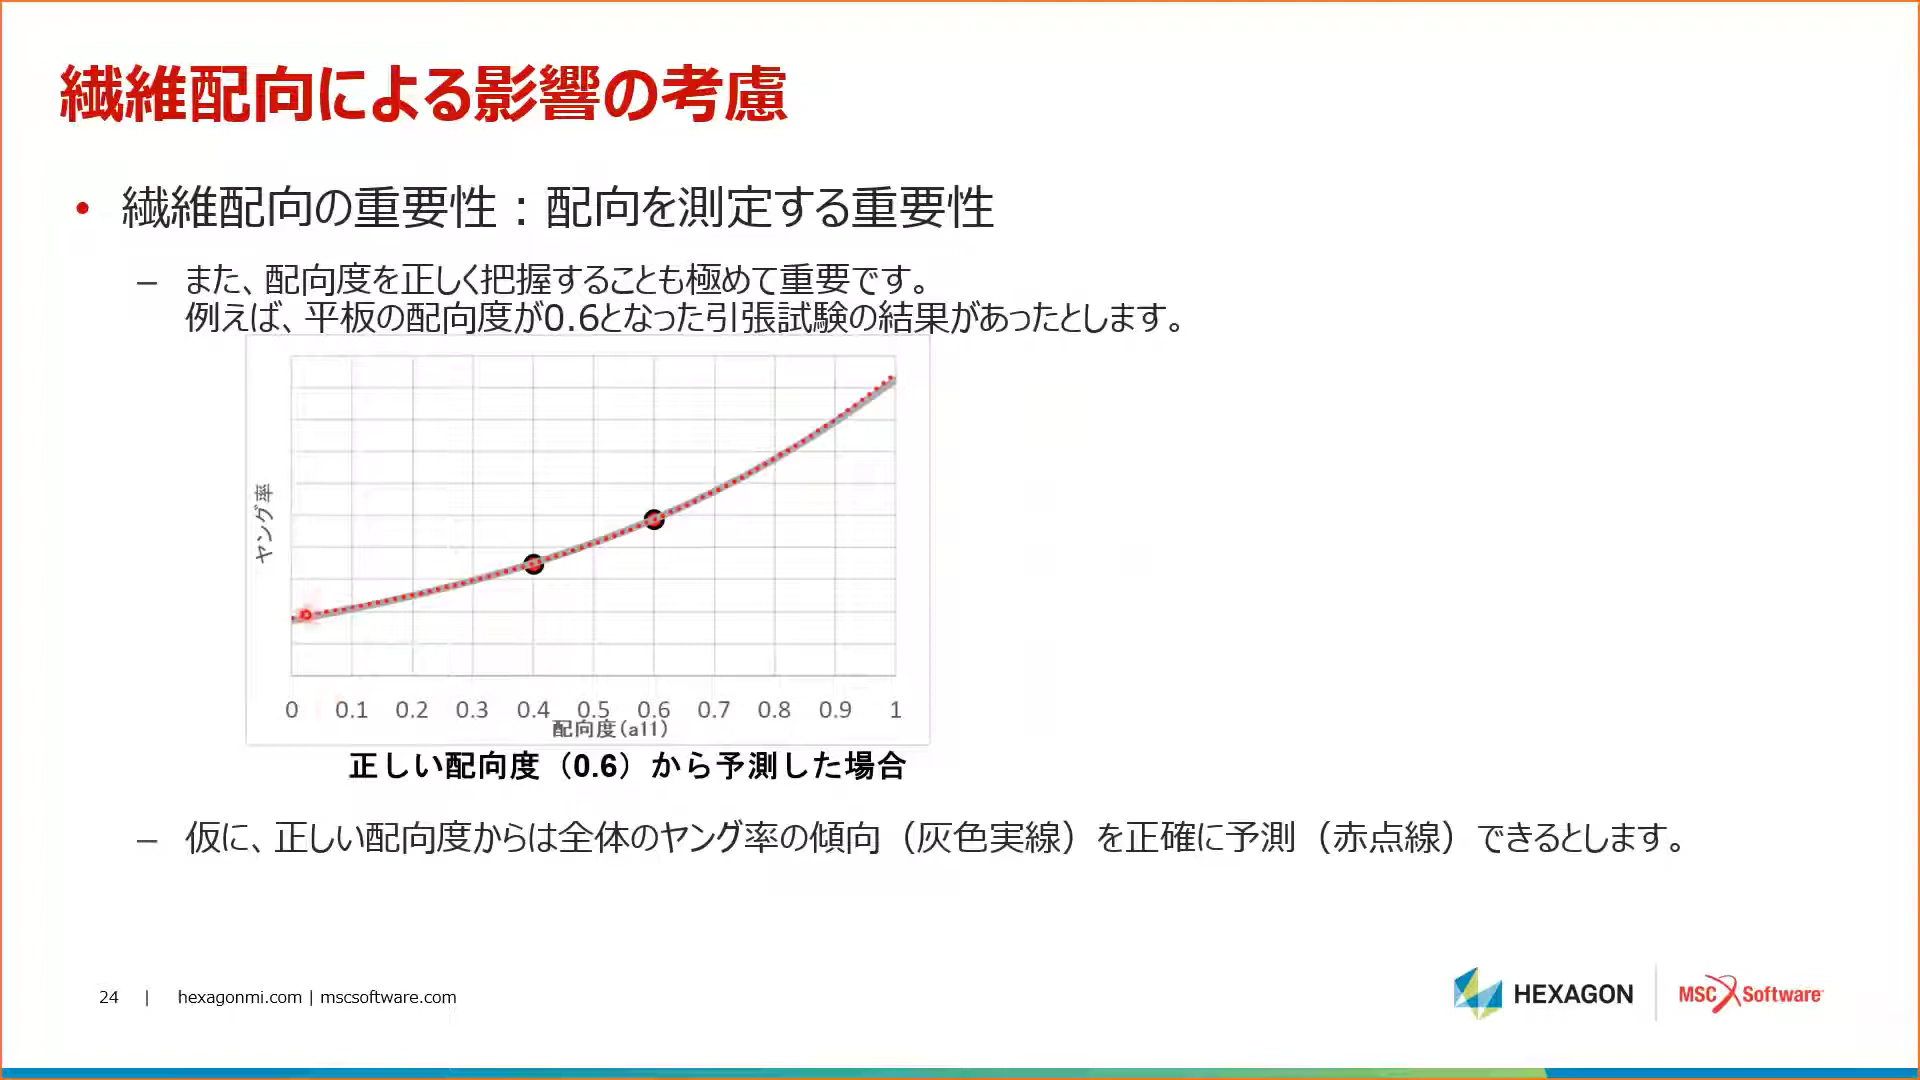 繊維配向による影響の考慮
• 繊維配向の重要性：配向を測定する重要性
– また、配向度を正しく把握することも極めて重要です。
例えば、平板の配向度が0.6となった引張試験の結果があったとします。
ヤング率
0 0.1 0.2 0.3 0.4 0.5 0.6 0.7 0.8 0.9 1
配向度(a11)
正しい配向度（0.6）から予測した場合
– 仮に、正しい配向度からは全体のヤング率の傾向（灰色実線）を正確に予測（赤点線）できるとします。
24 | hexagonmi.com | mscsoftware.com
HEXAGON
MSC Software